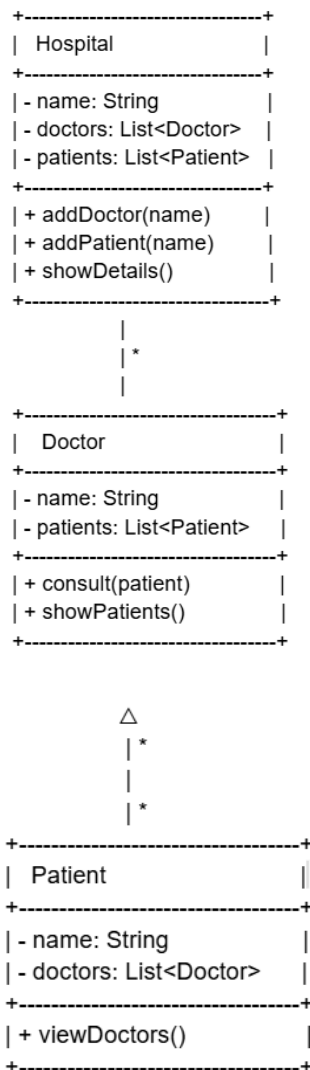 +---------------------------------+
| Hospital |
+---------------------------------+
| - name: String |
| - doctors: List<Doctor> |
| - patients: List<Patient> |
+---------------------------------+
| + addDoctor(name) |
| + addPatient(name) |
| + showDetails() |
+----------------------------------+
|
| *
|
+-----------------------------------+
| Doctor |
+-----------------------------------+
| - name: String |
| - patients: List<Patient> |
+-----------------------------------+
| + consult(patient) |
| + showPatients() |
+-----------------------------------+
△
| *
|
| *
+------------------------------------+
| Patient |
+------------------------------------+
| - name: String |
| - doctors: List<Doctor> |
+------------------------------------+
| + viewDoctors() |
+------------------------------------+